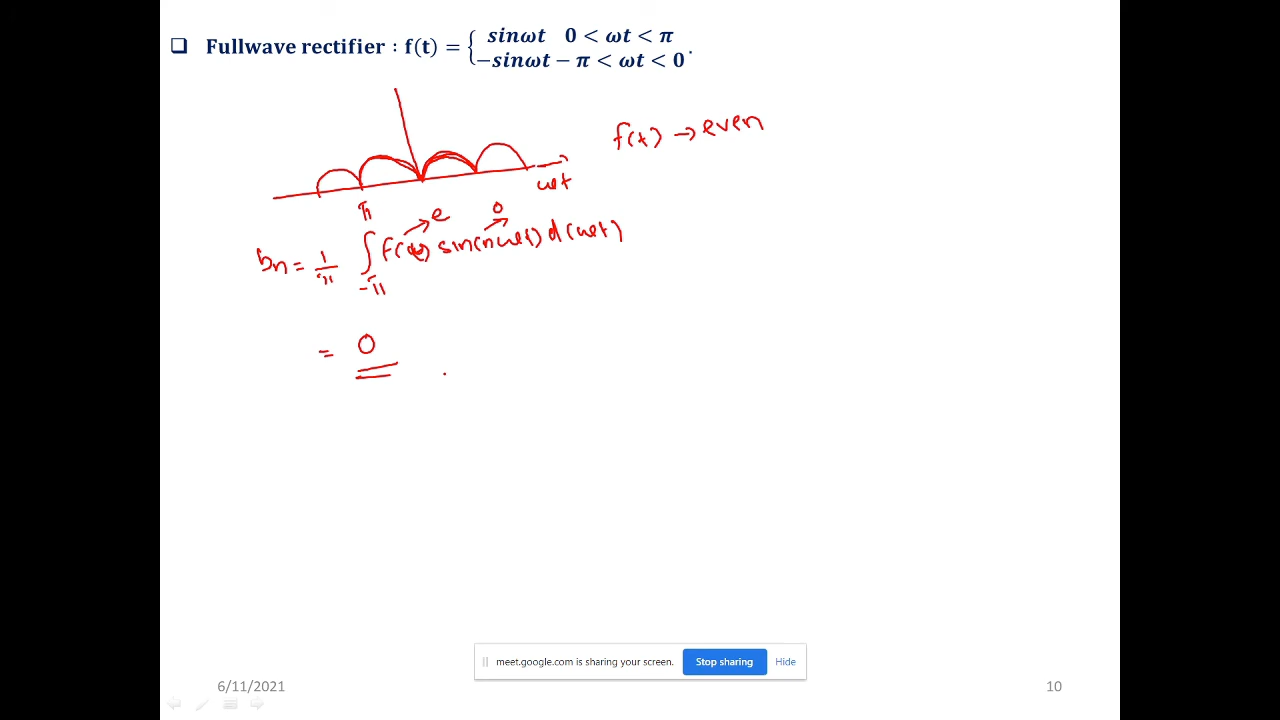 ❑ Fullwave rectifier : f(t) = { sinωt 0 < ωt < π
−sinωt − π < ωt < 0 .
f(t) → even
ωt
π
e
0
bn = 1/π ∫ f(t) sin(nωt) d(ωt)
-π
= 0
meet.google.com is sharing your screen. Stop sharing Hide
6/11/2021 10